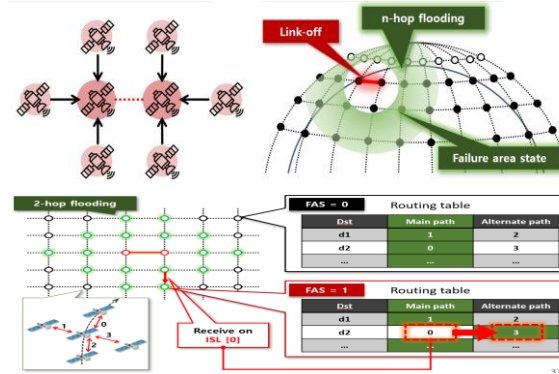 n-hop flooding
Link-off
Failure area state
2-hop flooding
FAS = 0 Routing table
Dst Main path Alternate path
d1 1 2
d2 0 3
... ... ...
FAS = 1 Routing table
Dst Main path Alternate path
d1 1 2
d2 0 3
... ... ...
Receive on
ISL [0]
1 0 3 2